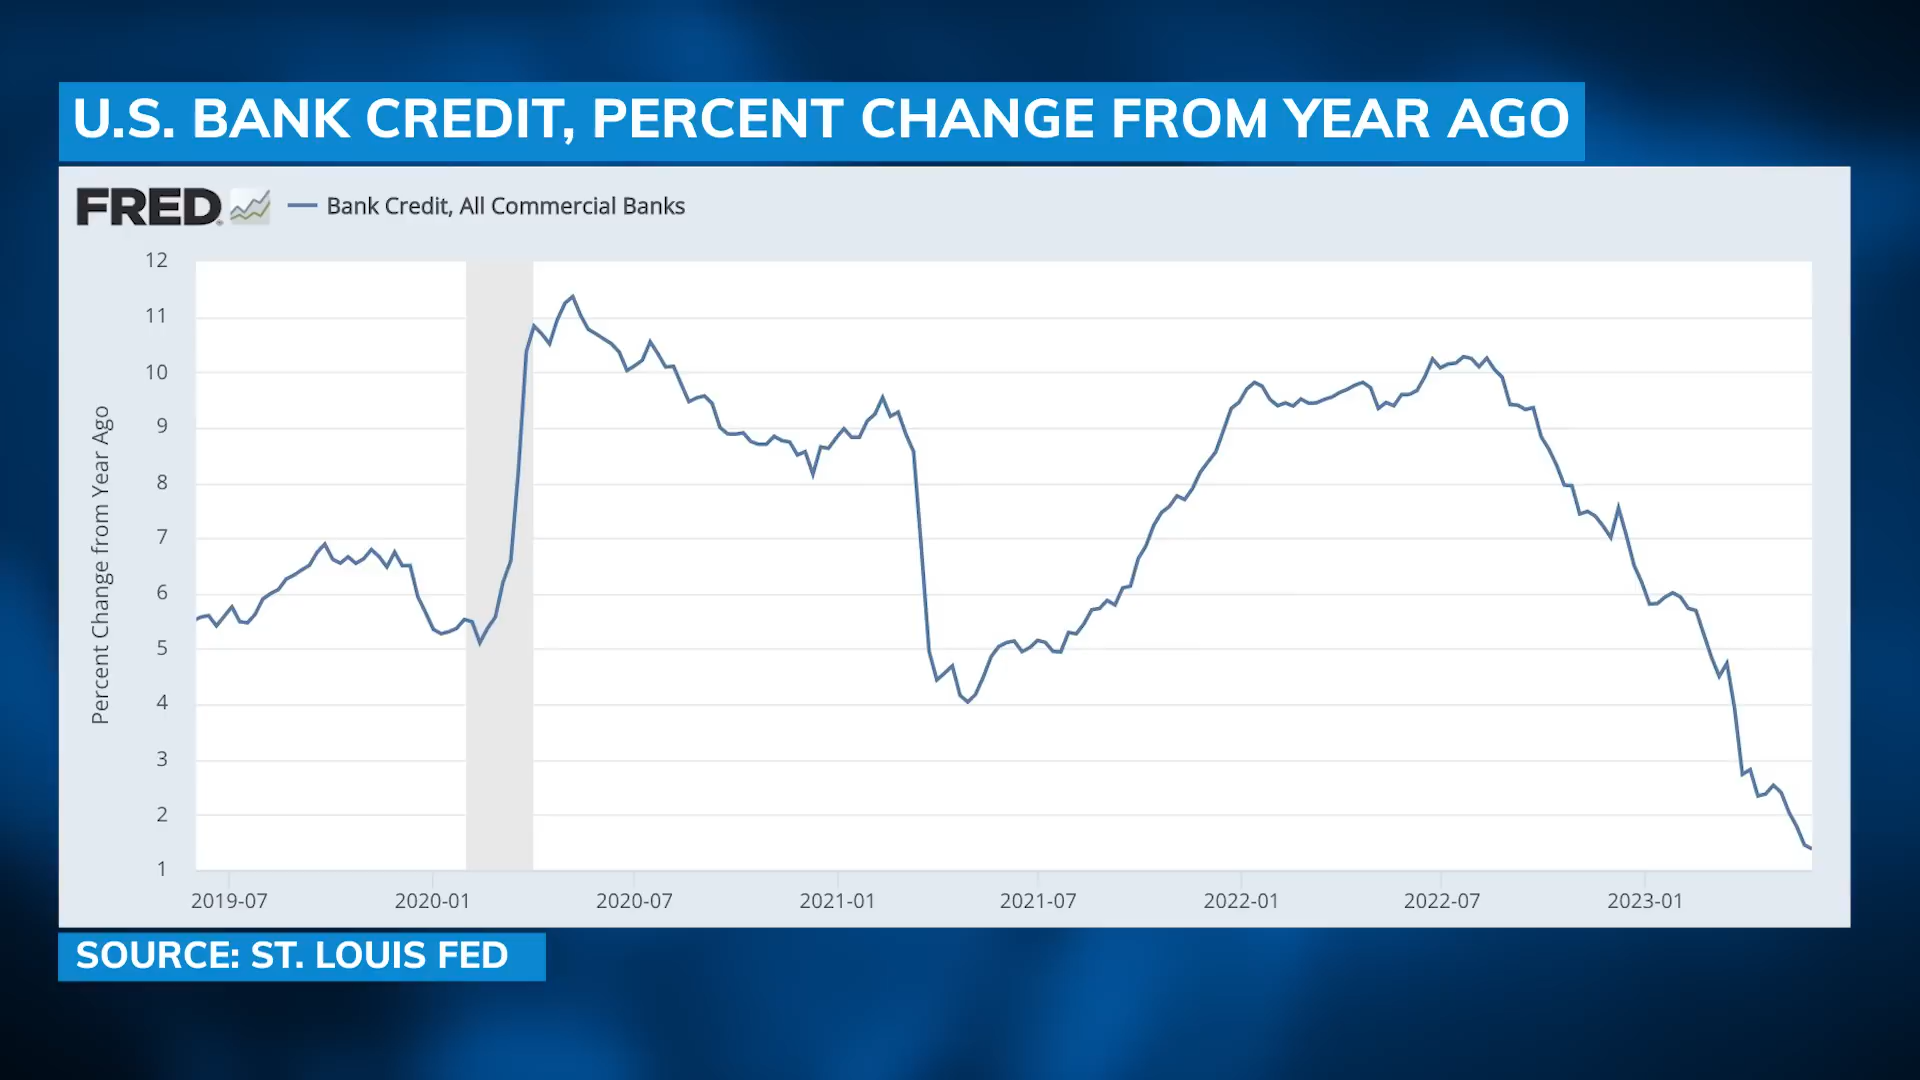 U.S. BANK CREDIT, PERCENT CHANGE FROM YEAR AGO
FRED Bank Credit, All Commercial Banks
Percent Change from Year Ago
12
11
10
9
8
7
6
5
4
3
2
1
2019-07 2020-01 2020-07 2021-01 2021-07 2022-01 2022-07 2023-01
SOURCE: ST. LOUIS FED